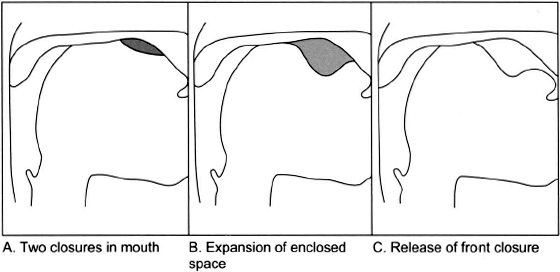 A. Two closures in mouth
B. Expansion of enclosed
space
C. Release of front closure